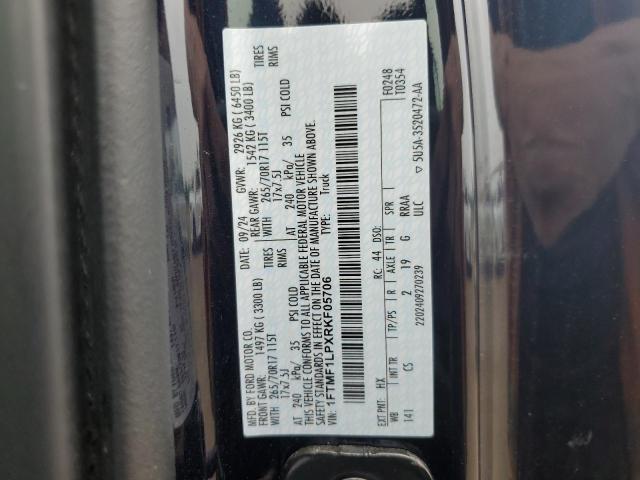 MFD. BY FORD MOTOR CO.
DATE: 09/24 GVWR: 2926 KG ( 6450 LB)
FRONT GAWR: 1497 KG ( 3300 LB) REAR GAWR: 1542 KG ( 3400 LB)
WITH 265/70R17 115T TIRES WITH 265/70R17 115T TIRES
17x7.5J RIMS 17x7.5J RIMS
AT 240 kPa/ 35 PSI COLD AT 240 kPa/ 35 PSI COLD
THIS VEHICLE CONFORMS TO ALL APPLICABLE FEDERAL MOTOR VEHICLE
SAFETY STANDARDS IN EFFECT ON THE DATE OF MANUFACTURE SHOWN ABOVE.
VIN: 1FTMF1LPXRKF05706 TYPE: Truck
F0248
T0354
EXT PNT: HX RC: 44 DSO:
WB INT TR TP/PS R AXLE TR SPR
141 CS 2 19 G RRAA
ULC
2202409270239 ▽ 5U5A-3520472-AA